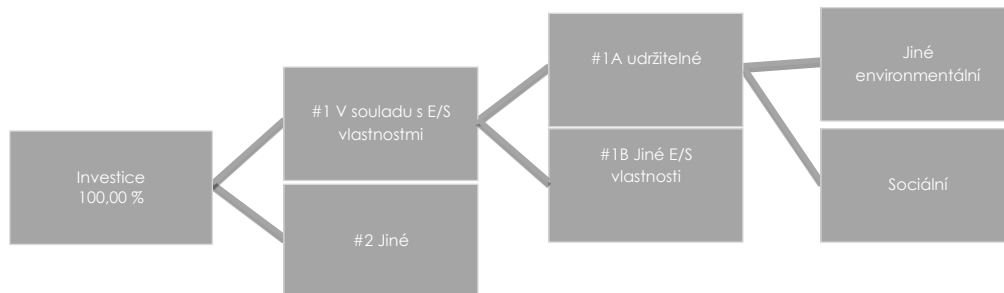 Investice
100,00 %
#1 V souladu s E/S
vlastnostmi
#2 Jiné
#1A udržitelné
#1B Jiné E/S
vlastnosti
Jiné
environmentální
Sociální